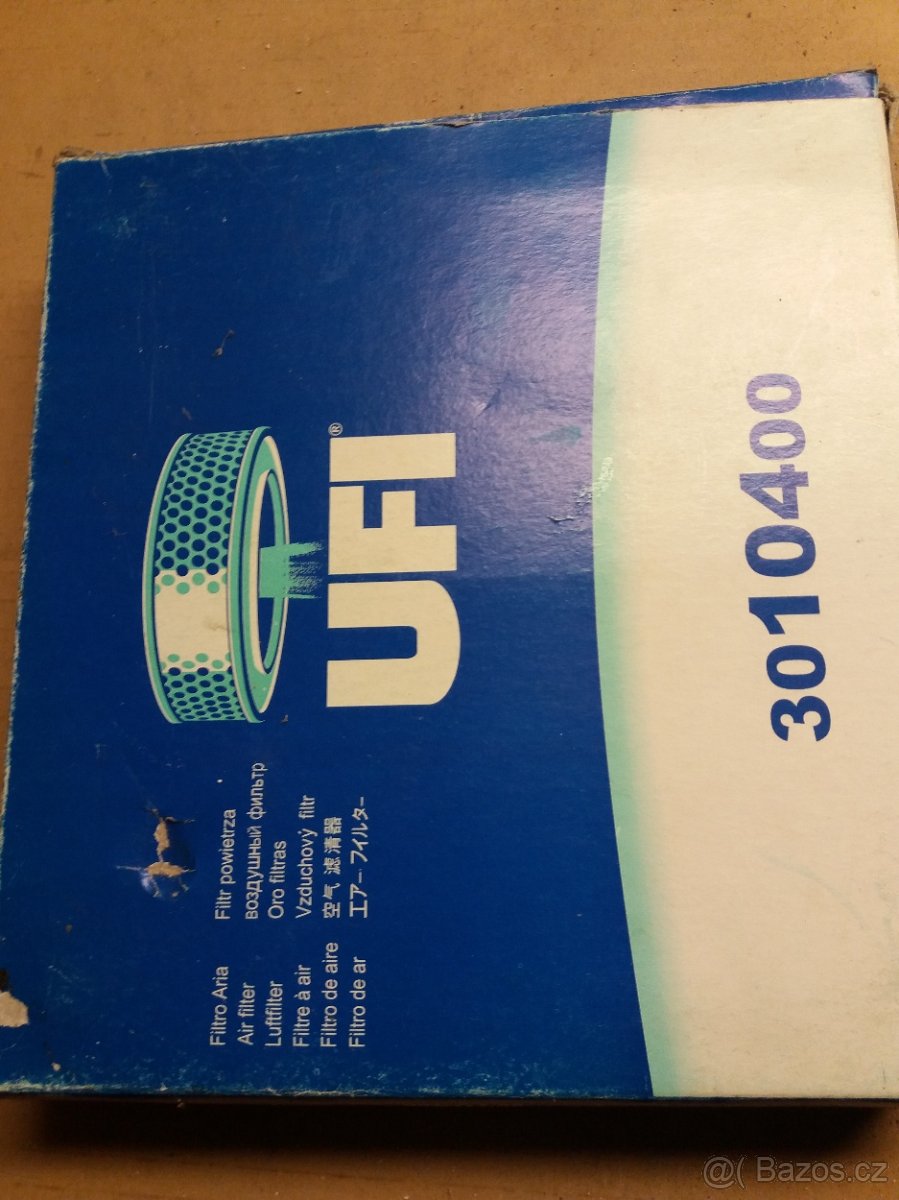 UFI®
Filtro Aria
Air filter
Luftfilter
Filtre à air
Filtro de aire
Filtro de ar
Filtr powietrza
воздушный фильтр
Oro filtras
Vzduchový filtr
空气 滤清器
エアー・フィルター
3010400
@( Bazos.cz